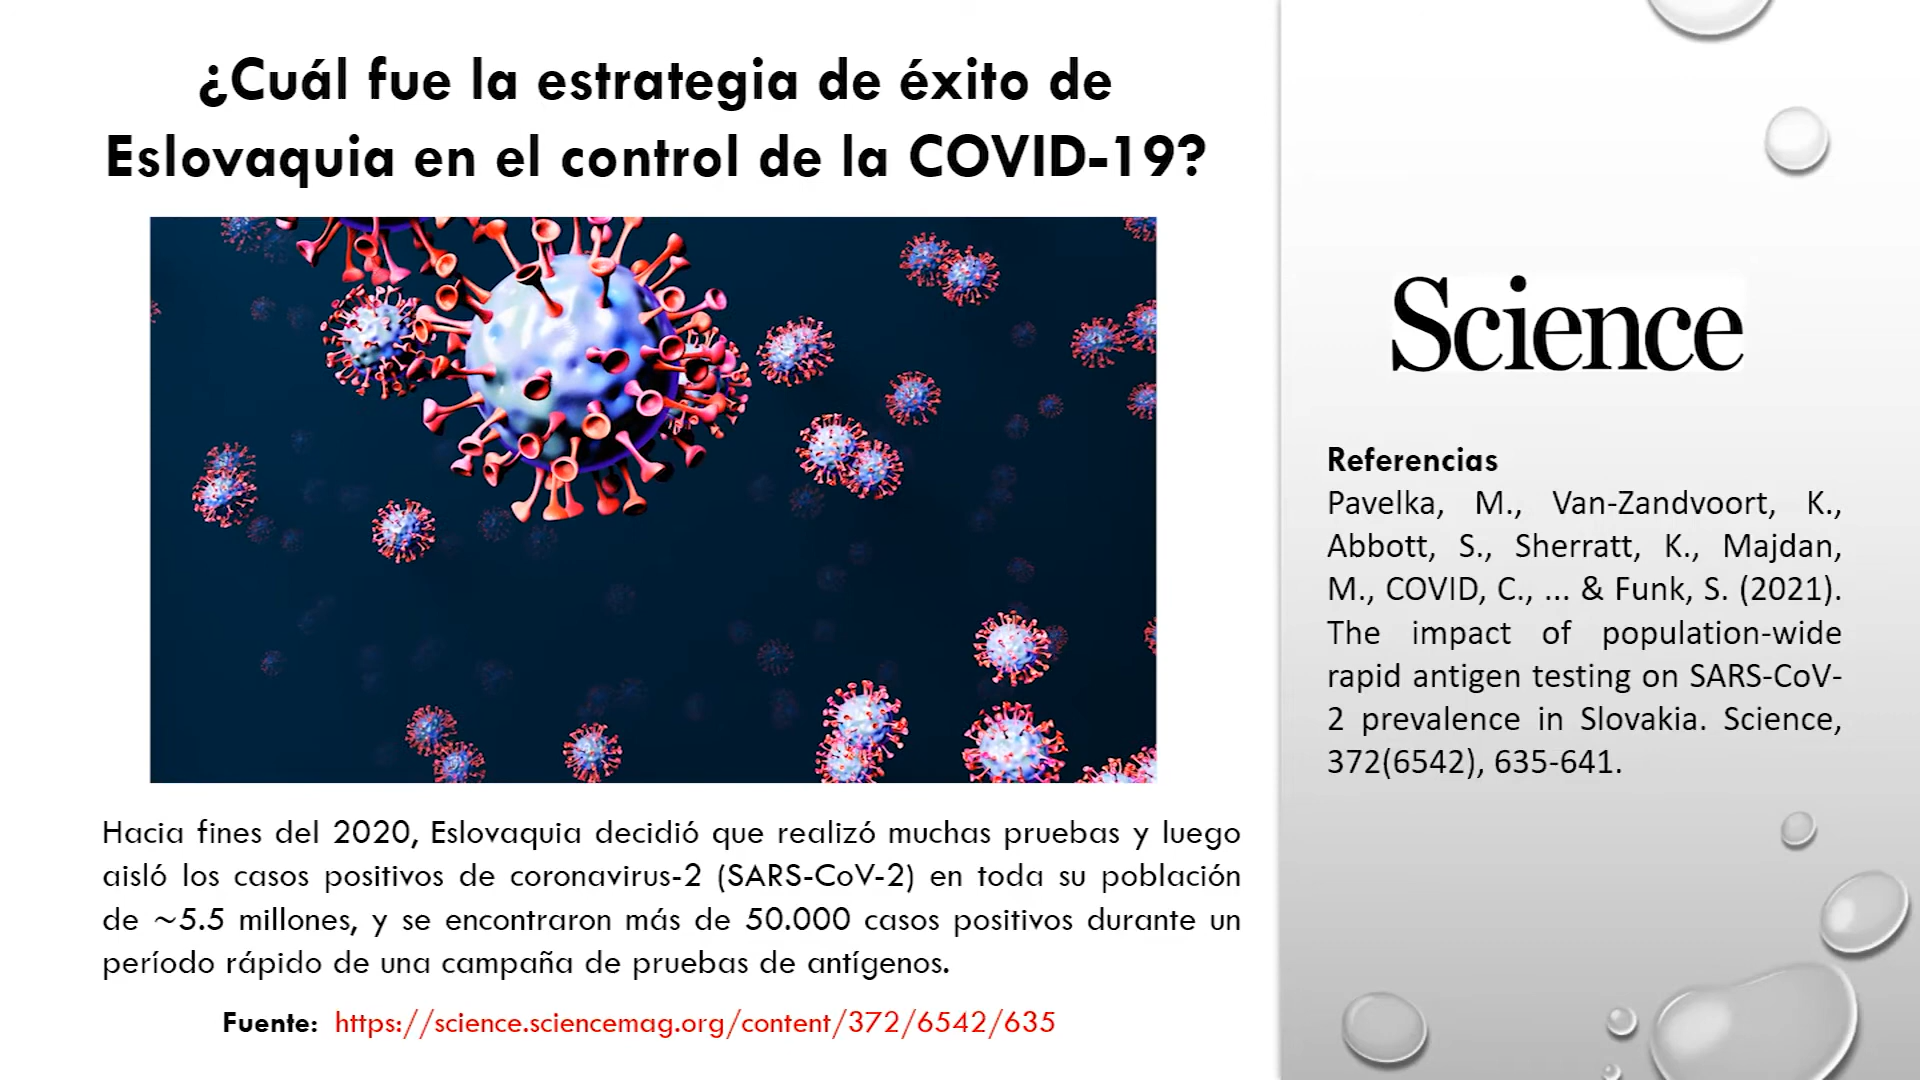 ¿Cuál fue la estrategia de éxito de
Eslovaquia en el control de la COVID-19?
Hacia fines del 2020, Eslovaquia decidió que realizó muchas pruebas y luego
aisló los casos positivos de coronavirus-2 (SARS-CoV-2) en toda su población
de ~5.5 millones, y se encontraron más de 50.000 casos positivos durante un
período rápido de una campaña de pruebas de antígenos.
Fuente: https://science.sciencemag.org/content/372/6542/635
Science
Referencias
Pavelka, M., Van-Zandvoort, K.,
Abbott, S., Sherratt, K., Majdan,
M., COVID, C., ... & Funk, S. (2021).
The impact of population-wide
rapid antigen testing on SARS-CoV-
2 prevalence in Slovakia. Science,
372(6542), 635-641.